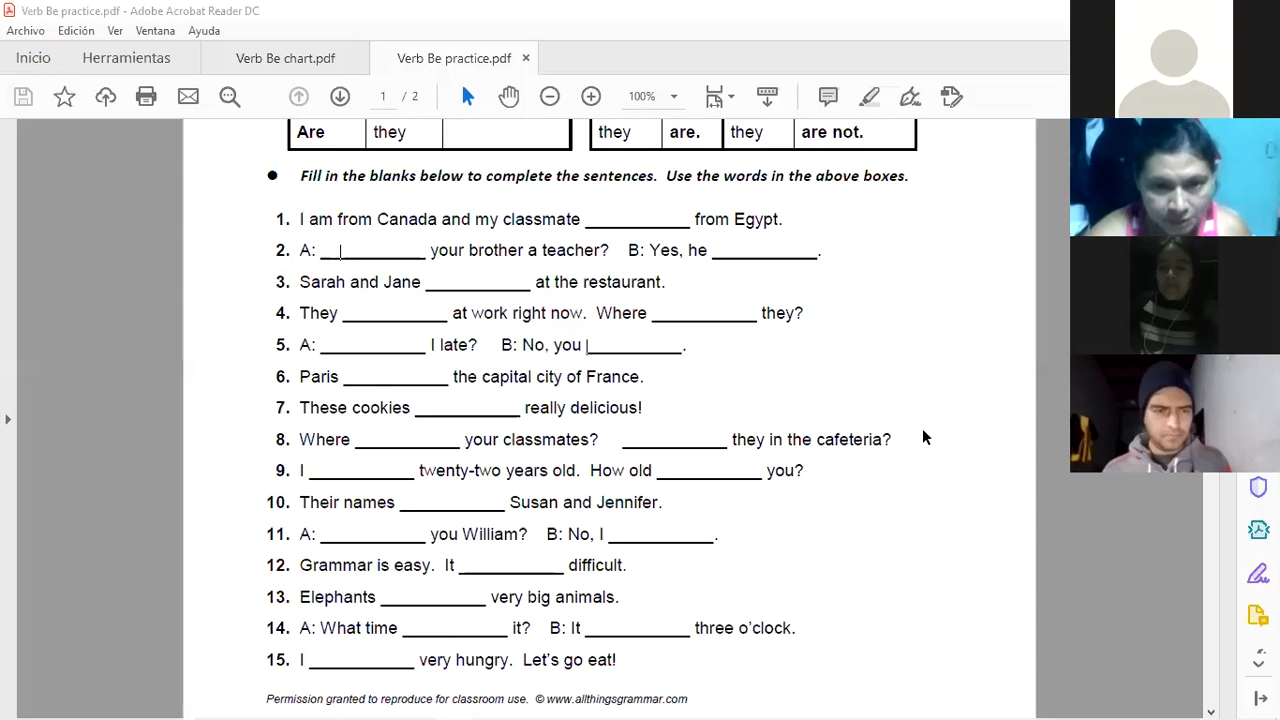 Verb Be practice.pdf - Adobe Acrobat Reader DC
Archivo Edición Ver Ventana Ayuda
Inicio Herramientas Verb Be chart.pdf Verb Be practice.pdf ×
1 / 2 100%
Are they they are. they are not.
● Fill in the blanks below to complete the sentences. Use the words in the above boxes.
1. I am from Canada and my classmate __________ from Egypt.
2. A: __________ your brother a teacher? B: Yes, he __________.
3. Sarah and Jane __________ at the restaurant.
4. They __________ at work right now. Where __________ they?
5. A: __________ I late? B: No, you __________.
6. Paris __________ the capital city of France.
7. These cookies __________ really delicious!
8. Where __________ your classmates? __________ they in the cafeteria?
9. I __________ twenty-two years old. How old __________ you?
10. Their names __________ Susan and Jennifer.
11. A: __________ you William? B: No, I __________.
12. Grammar is easy. It __________ difficult.
13. Elephants __________ very big animals.
14. A: What time __________ it? B: It __________ three o'clock.
15. I __________ very hungry. Let's go eat!
Permission granted to reproduce for classroom use. © www.allthingsgrammar.com